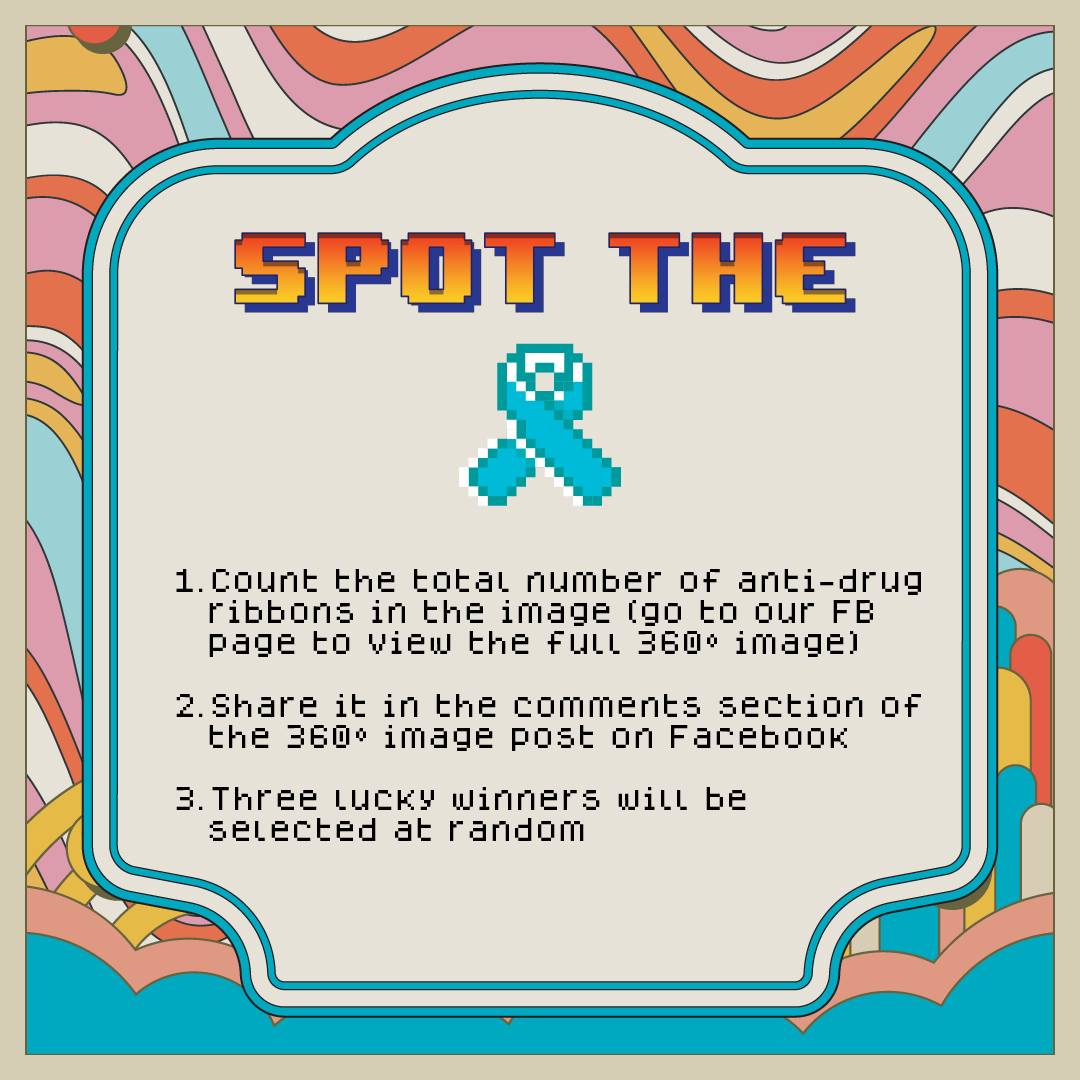 SPOT THE
1.Count the total number of anti-drug
ribbons in the image (go to our FB
page to view the full 360° image)
2.Share it in the comments section of
the 360° image post on Facebook
3.Three lucky winners will be
selected at random